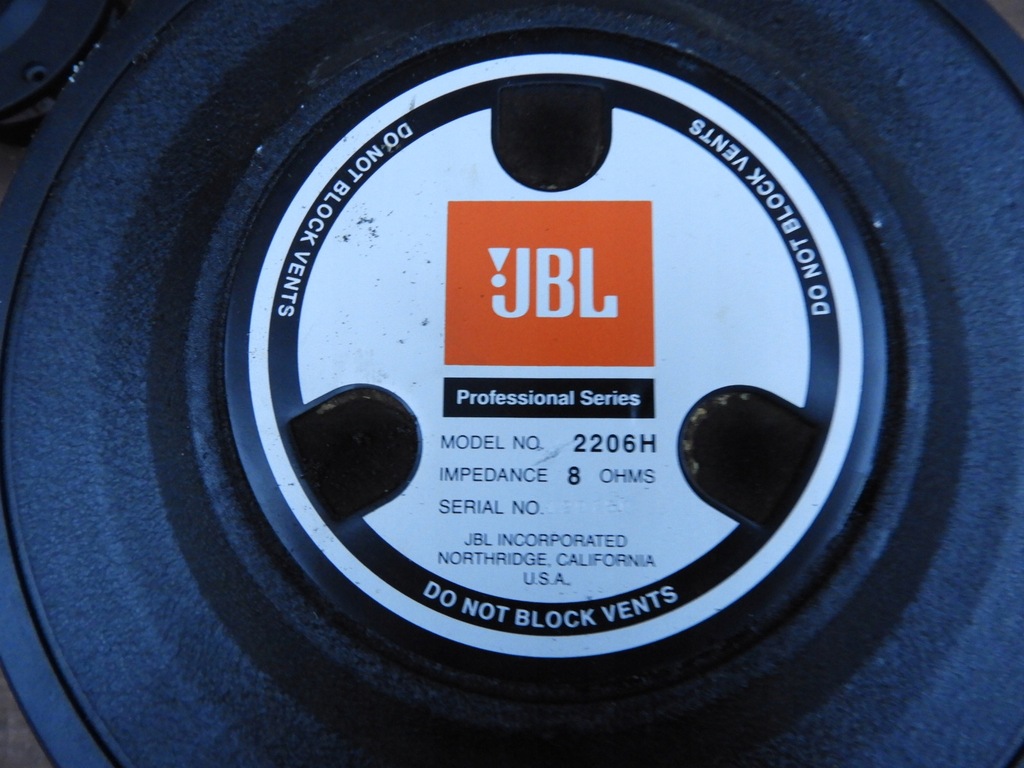 DO NOT BLOCK VENTS
DO NOT BLOCK VENTS
JBL
Professional Series
MODEL NO. 2206H
IMPEDANCE 8 OHMS
SERIAL NO.
JBL INCORPORATED
NORTHRIDGE, CALIFORNIA
U.S.A.
DO NOT BLOCK VENTS